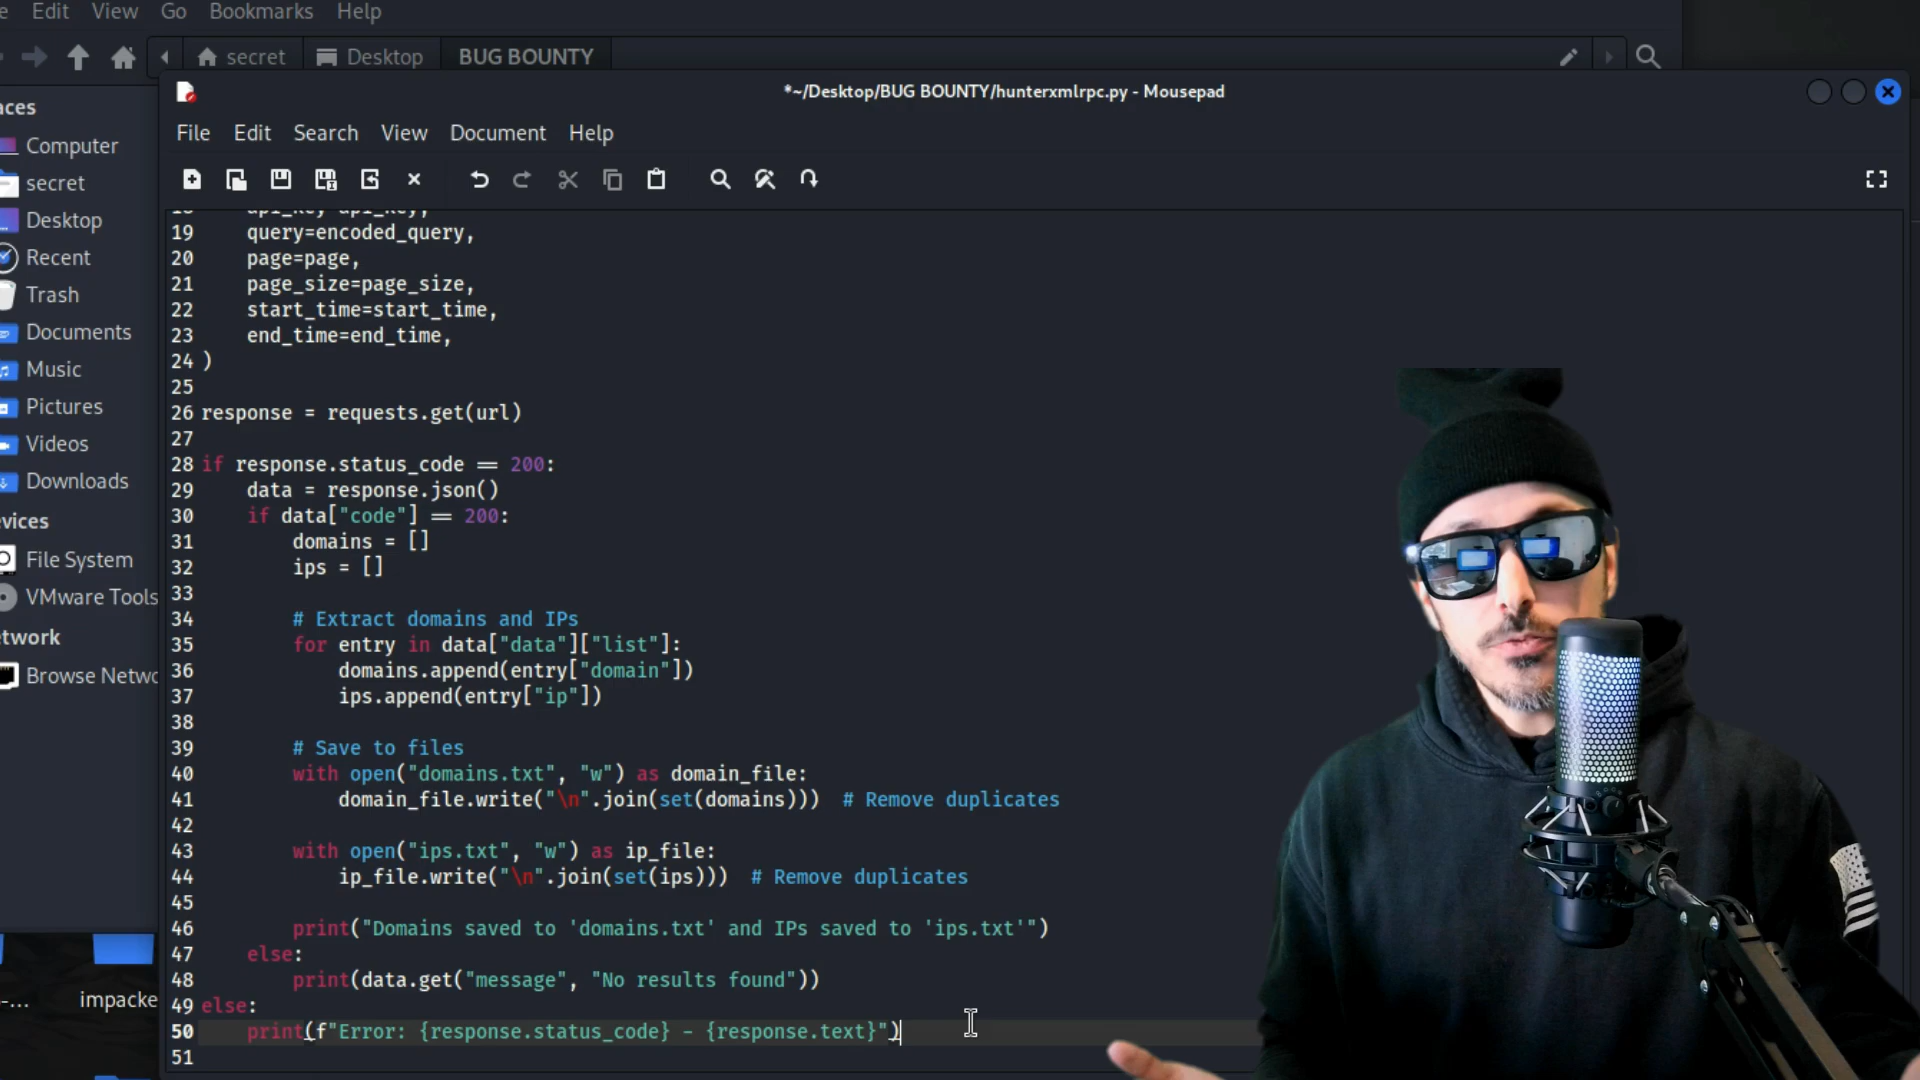 Edit View Go Bookmarks Help
secret Desktop BUG BOUNTY
*~/Desktop/BUG BOUNTY/hunterxmlrpc.py - Mousepad
File Edit Search View Document Help
Computer
secret
Desktop
Recent
Trash
Documents
Music
Pictures
Videos
Downloads
File System
VMware Tools
Browse
impacke
19 query=encoded_query,
20 page=page,
21 page_size=page_size,
22 start_time=start_time,
23 end_time=end_time,
24 )
25
26 response = requests.get(url)
27
28 if response.status_code == 200:
29 data = response.json()
30 if data["code"] == 200:
31 domains = []
32 ips = []
33
34 # Extract domains and IPs
35 for entry in data["data"]["list"]:
36 domains.append(entry["domain"])
37 ips.append(entry["ip"])
38
39 # Save to files
40 with open("domains.txt", "w") as domain_file:
41 domain_file.write("\n".join(set(domains))) # Remove duplicates
42
43 with open("ips.txt", "w") as ip_file:
44 ip_file.write("\n".join(set(ips))) # Remove duplicates
45
46 print("Domains saved to 'domains.txt' and IPs saved to 'ips.txt'")
47 else:
48 print(data.get("message", "No results found"))
49 else:
50 print(f"Error: {response.status_code} - {response.text}")
51